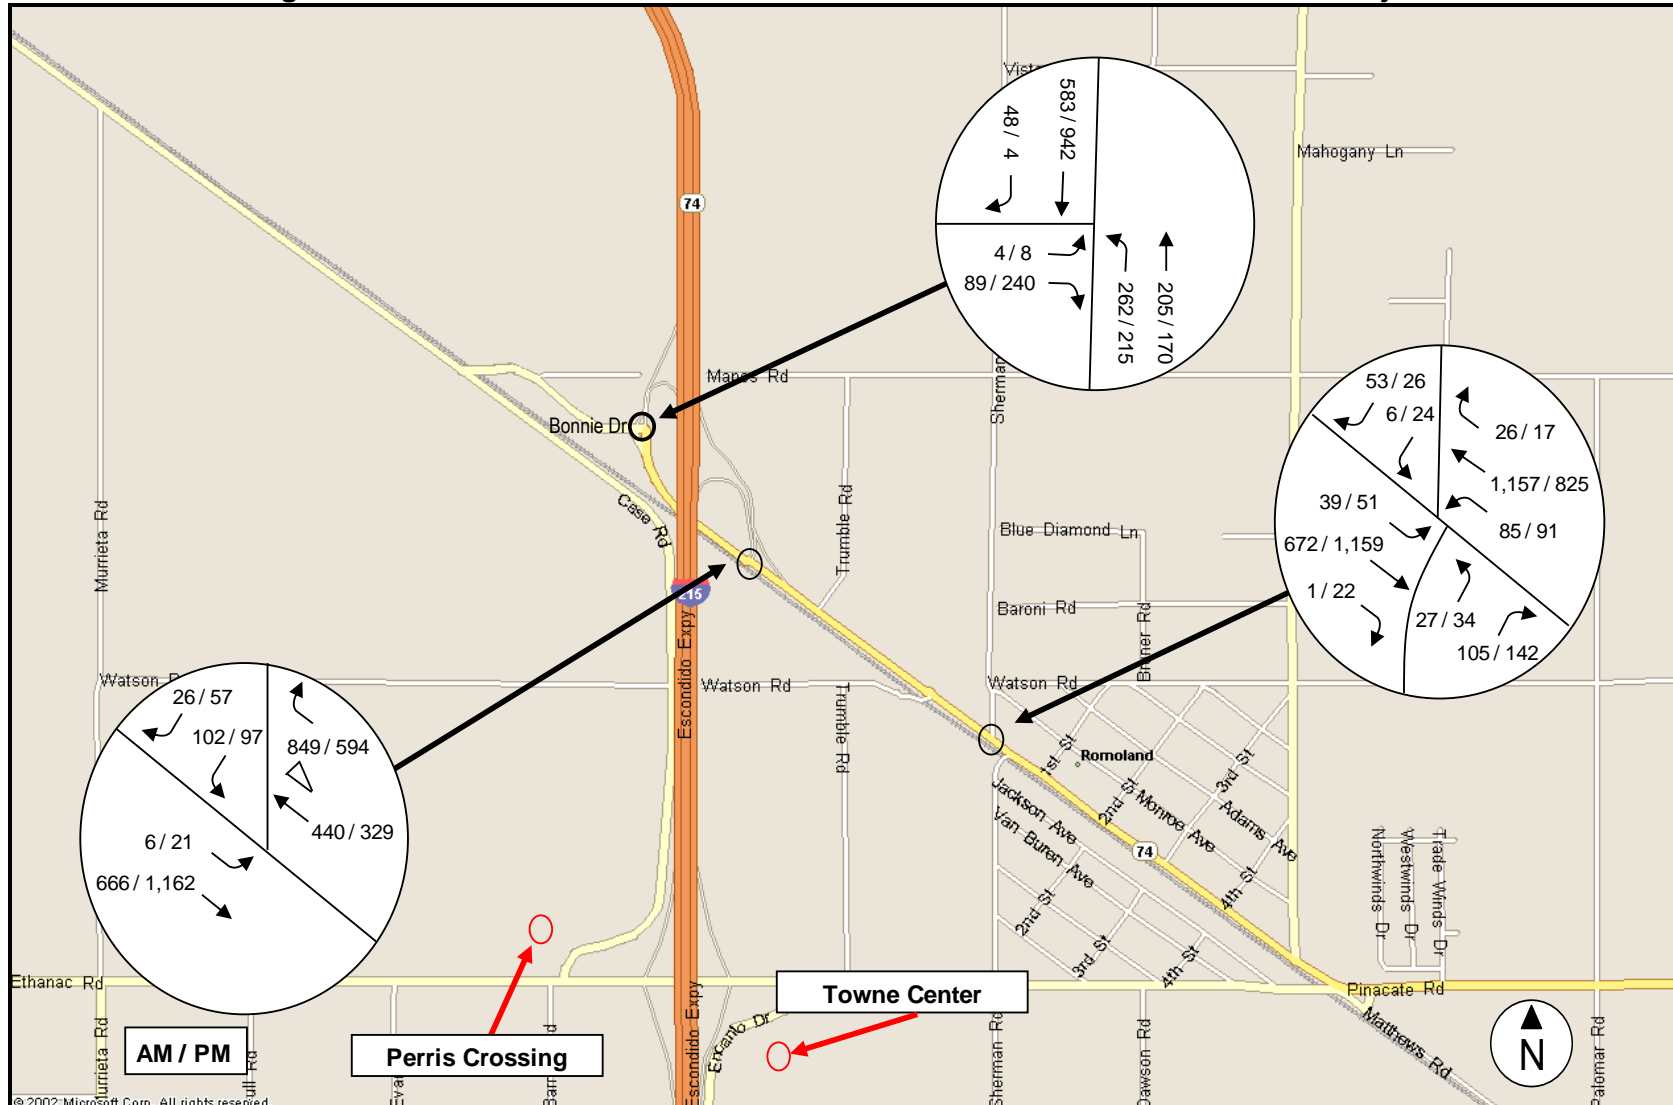 Vista
583 / 942
48 / 4
Mahogany Ln
74
4 / 8
89 / 240
262 / 215
205 / 170
Mapes Rd
Sherman
53 / 26
6 / 24
26 / 17
Bonnie Dr
1,157 / 825
39 / 51
85 / 91
672 / 1,159
1 / 22
27 / 34
105 / 142
Murrieta Rd
Case Rd
Trumble Rd
Blue Diamond Ln
215
Baroni Rd
Briner Rd
Escondido Expy
Watson
Watson Rd
Watson Rd
26 / 57
102 / 97
849 / 594
440 / 329
6 / 21
666 / 1,162
Trumble Rd
1st St
Romoland
3rd St
Jackson Ave
2nd St
Monroe Ave
Adams Ave
Van Buren Ave
74
4th St
Northwinds Dr
Westwinds Dr
Trade Winds Dr
2nd St
3rd St
4th St
Ethanac Rd
Towne Center
Pinacate Rd
Perris Crossing
AM / PM
Murrieta Rd
Escondido Expy
Encanto Dr
Sherman Rd
Dawson Rd
Matthews Rd
Palomar Rd
N
© 2002 Microsoft Corp. All rights reserved.